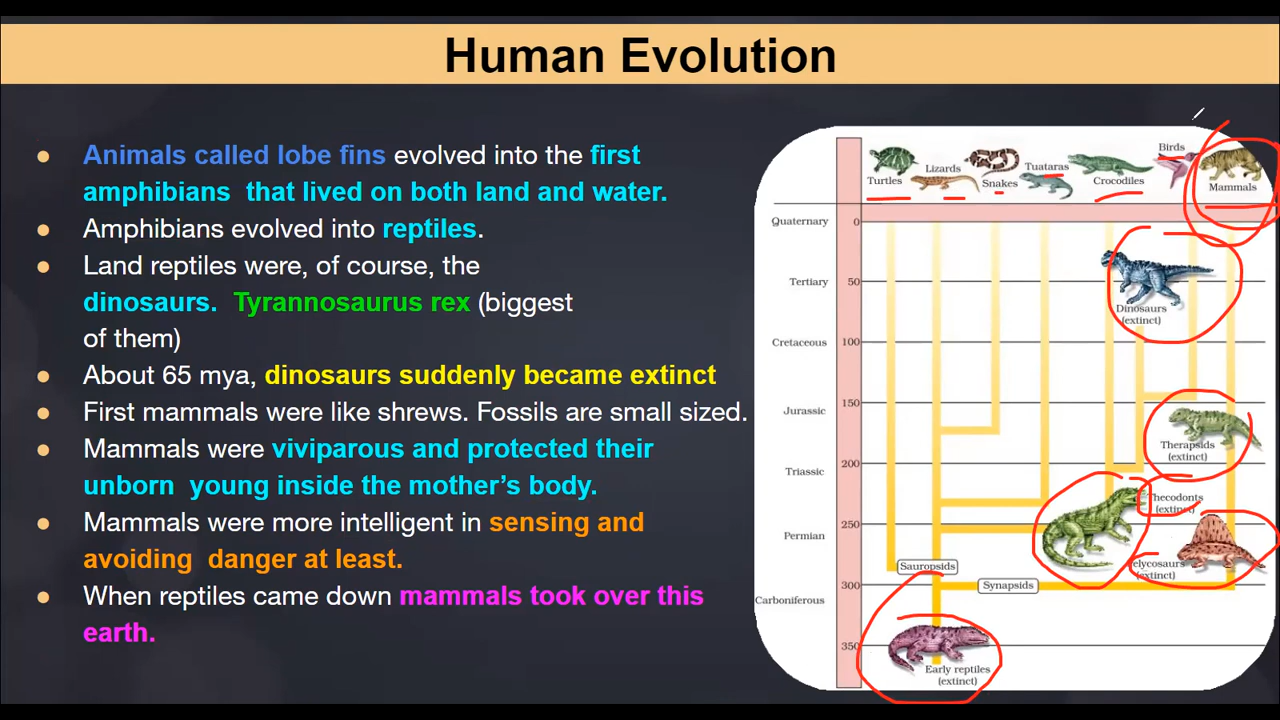 Human Evolution
Animals called lobe fins evolved into the first
amphibians that lived on both land and water.
Amphibians evolved into reptiles.
Land reptiles were, of course, the
dinosaurs. Tyrannosaurus rex (biggest
of them)
About 65 mya, dinosaurs suddenly became extinct
First mammals were like shrews. Fossils are small sized.
Mammals were viviparous and protected their
unborn young inside the mother's body.
Mammals were more intelligent in sensing and
avoiding danger at least.
When reptiles came down mammals took over this
earth.
Turtles
Lizards
Snakes
Tuataras
Crocodiles
Birds
Mammals
Quaternary 0
Tertiary 50
Dinosaurs
(extinct)
Cretaceous 100
150
Jurassic
Therapsids
(extinct)
200
Triassic
Thecodonts
(extinct)
250
Permian
elycosaurs
(extinct)
Sauropsids
300
Synapsids
Carboniferous
350
Early reptiles
(extinct)